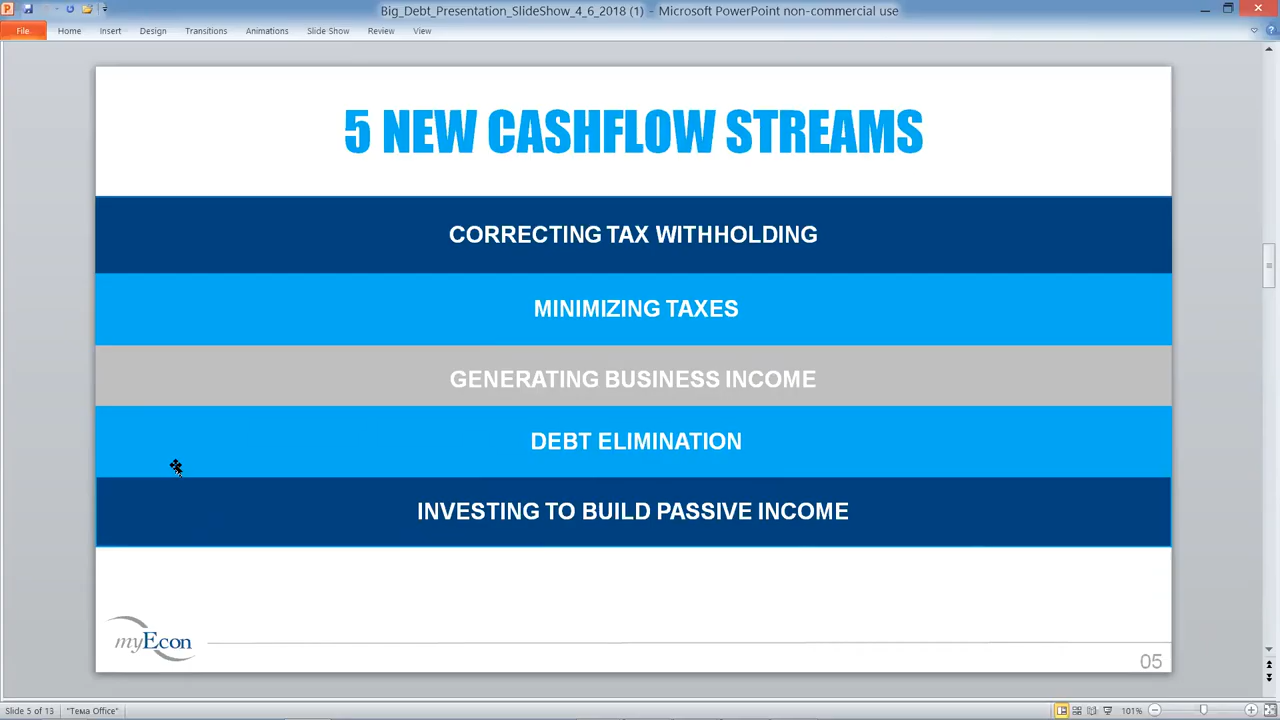 Big_Debt_Presentation_SlideShow_4_6_2018 (1) – Microsoft PowerPoint non-commercial use
File Home Insert Design Transitions Animations Slide Show Review View
5 NEW CASHFLOW STREAMS
CORRECTING TAX WITHHOLDING
MINIMIZING TAXES
GENERATING BUSINESS INCOME
DEBT ELIMINATION
INVESTING TO BUILD PASSIVE INCOME
myEcon
05
Slide 5 of 13 "Тема Office" 101%